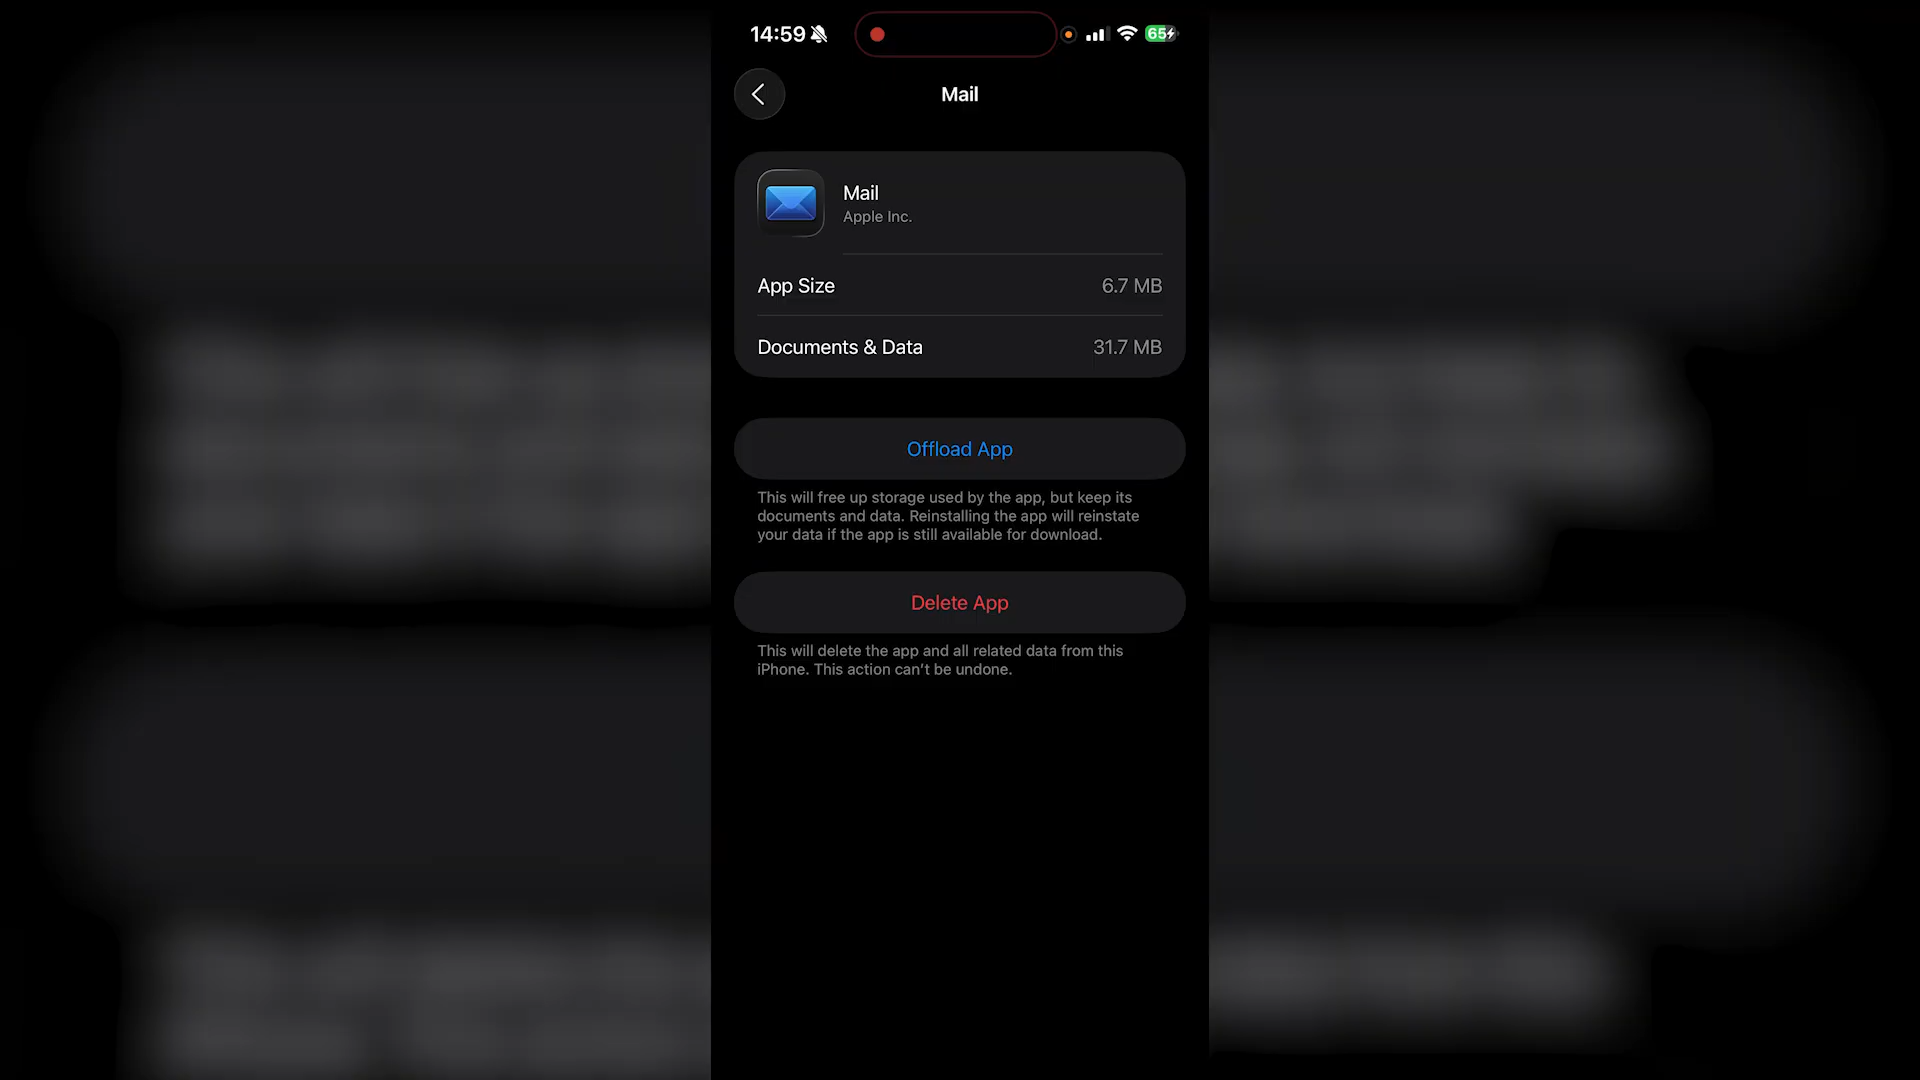 14:59
65
Mail
Mail
Apple Inc.
App Size
6.7 MB
Documents & Data
31.7 MB
Offload App
This will free up storage used by the app, but keep its
documents and data. Reinstalling the app will reinstate
your data if the app is still available for download.
Delete App
This will delete the app and all related data from this
iPhone. This action can’t be undone.